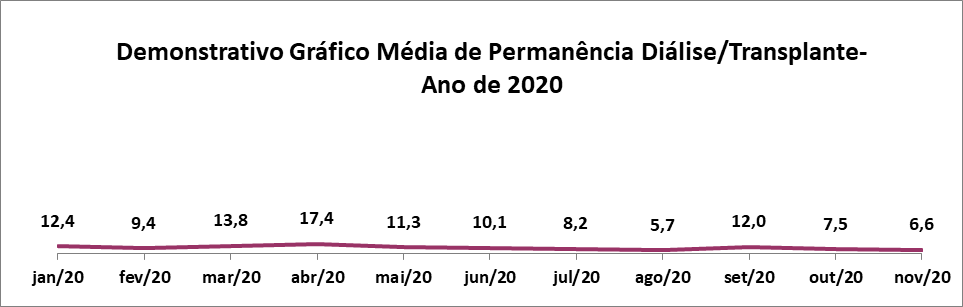 Demonstrativo Gráfico Média de Permanência Diálise/Transplante-
Ano de 2020
12,4 9,4 13,8 17,4 11,3 10,1 8,2 5,7 12,0 7,5 6,6
jan/20 fev/20 mar/20 abr/20 mai/20 jun/20 jul/20 ago/20 set/20 out/20 nov/20